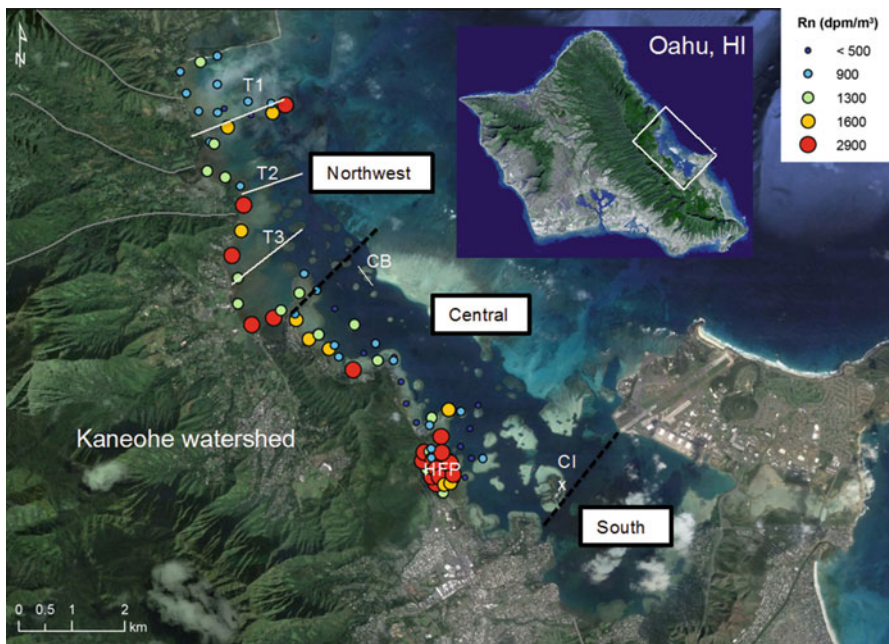 N
Oahu, HI
Rn (dpm/m³)
< 500
900
1300
1600
2900
T1
T2
Northwest
T3
CB
Central
Kaneohe watershed
HFP
CI
South
0 0.5 1 2
km